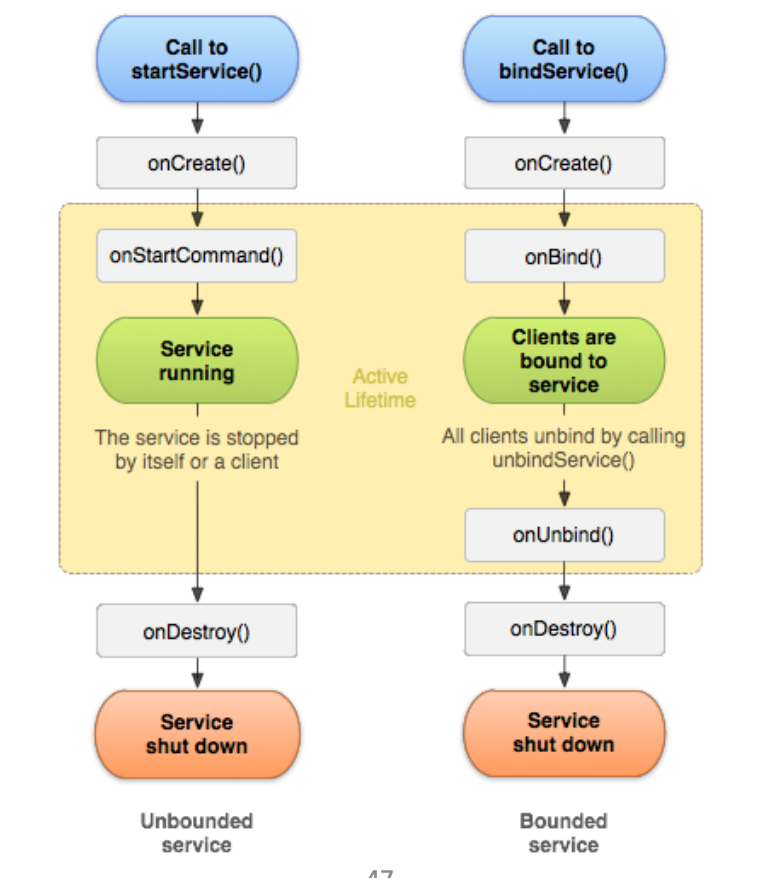 Call to
startService()
onCreate()
onStartCommand()
Service
running
The service is stopped
by itself or a client
onDestroy()
Service
shut down
Unbounded
service
Active
Lifetime
Call to
bindService()
onCreate()
onBind()
Clients are
bound to
service
All clients unbind by calling
unbindService()
onUnbind()
onDestroy()
Service
shut down
Bounded
service
47